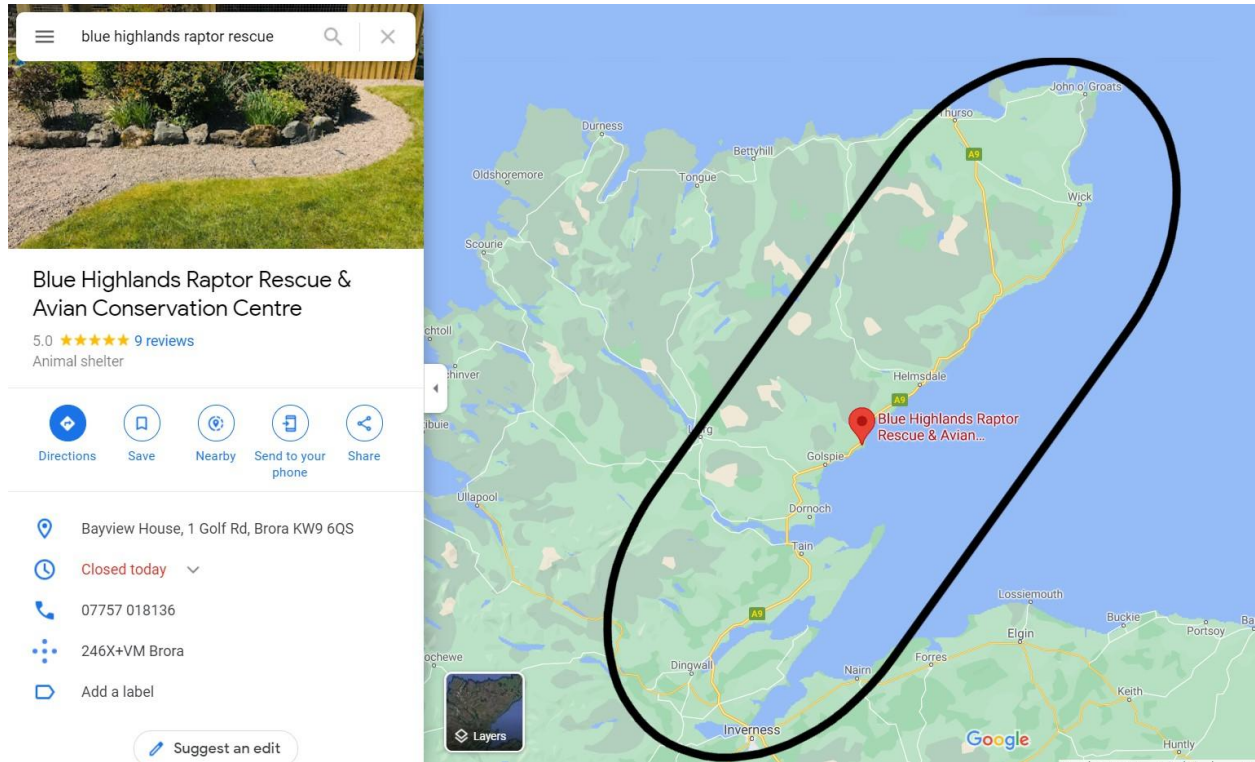 blue highlands raptor rescue
Blue Highlands Raptor Rescue &
Avian Conservation Centre
5.0
9 reviews
Animal shelter
Directions
Save
Nearby
Send to your
phone
Share
Bayview House, 1 Golf Rd, Brora KW9 6QS
Closed today
07757 018136
246X+VM Brora
Add a label
Suggest an edit
Layers
John o' Groats
Durness
Thurso
Bettyhill
A9
Oldshoremore
Tongue
Wick
Scourie
Helmsdale
A9
Blue Highlands Raptor
Rescue & Avian...
Golspie
Ullapool
Dornoch
Tain
Lossiemouth
A9
Buckie
Portsoy
Elgin
Forres
Dingwall
Nairn
Keith
Inverness
Google
Huntly